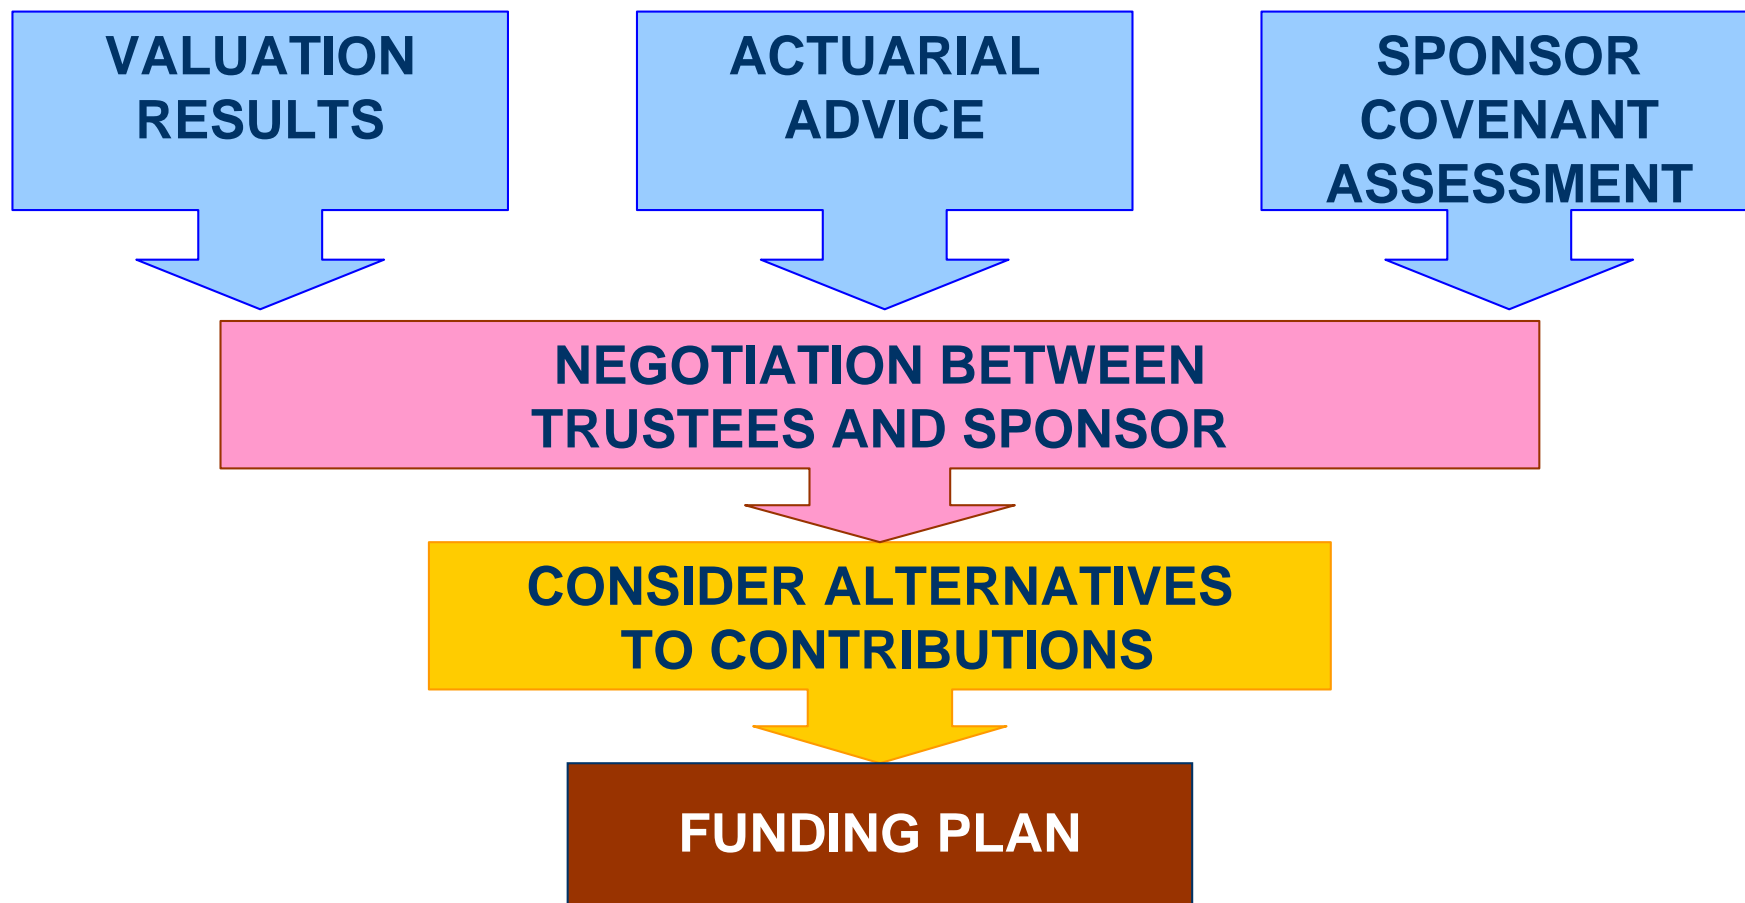 VALUATION
RESULTS
ACTUARIAL
ADVICE
SPONSOR
COVENANT
ASSESSMENT
NEGOTIATION BETWEEN
TRUSTEES AND SPONSOR
CONSIDER ALTERNATIVES
TO CONTRIBUTIONS
FUNDING PLAN